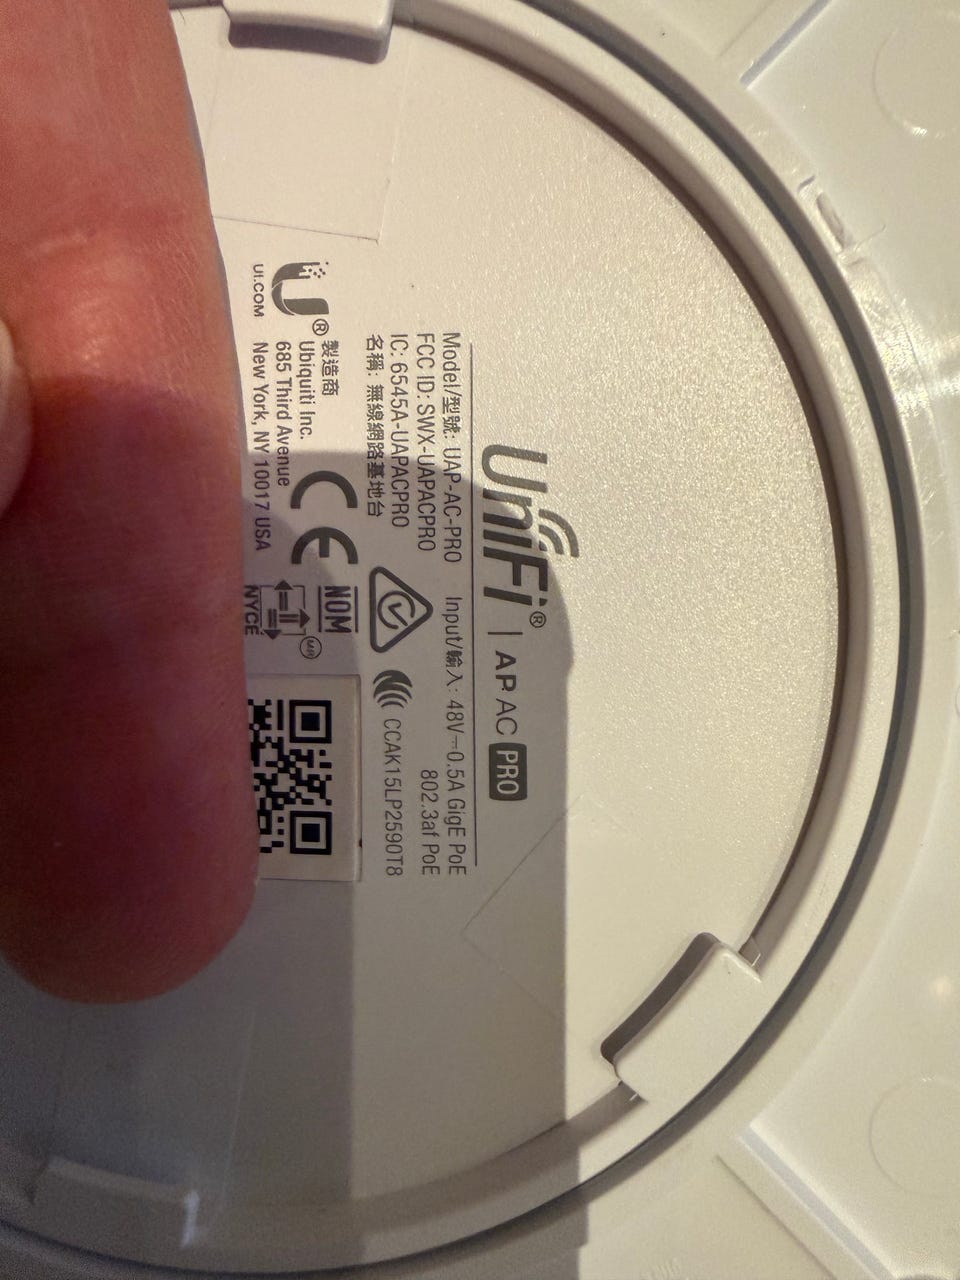 UniFi® | AP AC PRO
Model/型號: UAP-AC-PRO
Input/輸入: 48V⎓0.5A GigE PoE
FCC ID: SWX-UAPACPRO
802.3af PoE
IC: 6545A-UAPACPRO
名稱: 無線網路基地台
CCAK15LP2590T8
U®
UI.COM
製造商
Ubiquiti Inc.
685 Third Avenue
New York, NY 10017 USA
CE
NOM
NYCE